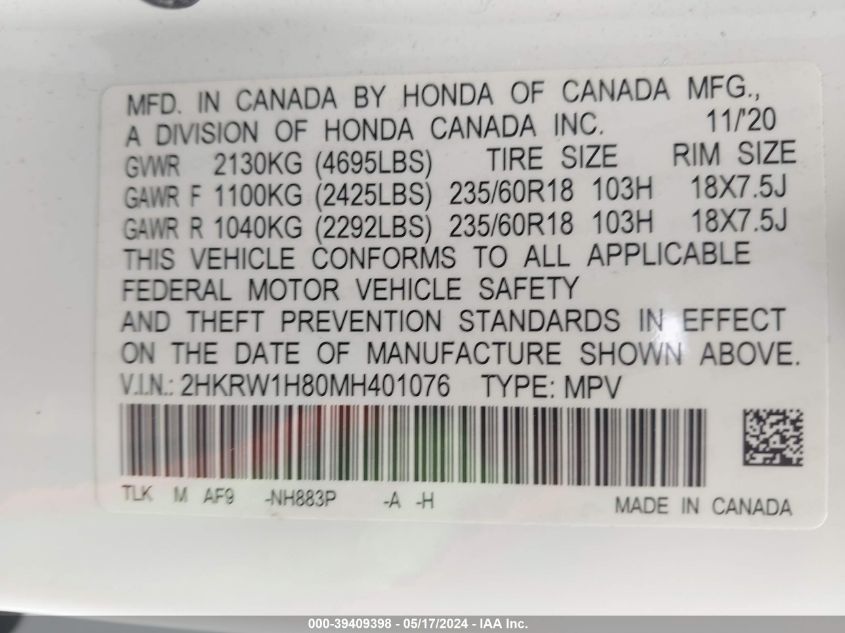 MFD. IN CANADA BY HONDA OF CANADA MFG.,
A DIVISION OF HONDA CANADA INC. 11/'20
GVWR 2130KG (4695LBS) TIRE SIZE RIM SIZE
GAWR F 1100KG (2425LBS) 235/60R18 103H 18X7.5J
GAWR R 1040KG (2292LBS) 235/60R18 103H 18X7.5J
THIS VEHICLE CONFORMS TO ALL APPLICABLE
FEDERAL MOTOR VEHICLE SAFETY
AND THEFT PREVENTION STANDARDS IN EFFECT
ON THE DATE OF MANUFACTURE SHOWN ABOVE.
V.I.N.: 2HKRW1H80MH401076 TYPE: MPV
TLK M AF9 -NH883P -A -H
MADE IN CANADA
000-39409398 - 05/17/2024 - IAA Inc.